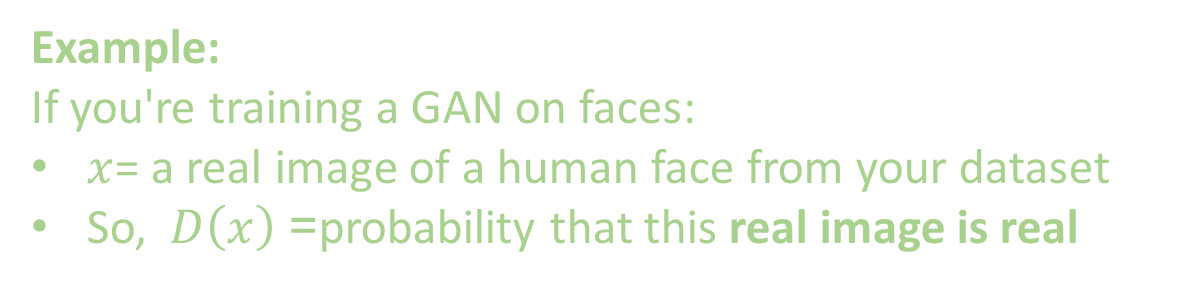 Example:
If you're training a GAN on faces:
• 𝑥= a real image of a human face from your dataset
• So, 𝐷(𝑥) =probability that this real image is real